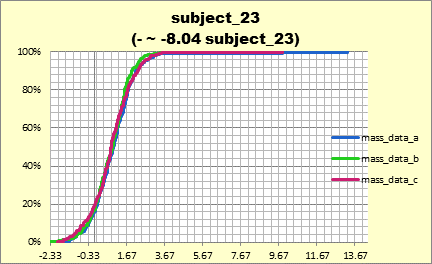 subject_23
(- ~ -8.04 subject_23)
100%
80%
60%
40%
20%
0%
-2.33 -0.33 1.67 3.67 5.67 7.67 9.67 11.67 13.67
mass_data_a
mass_data_b
mass_data_c